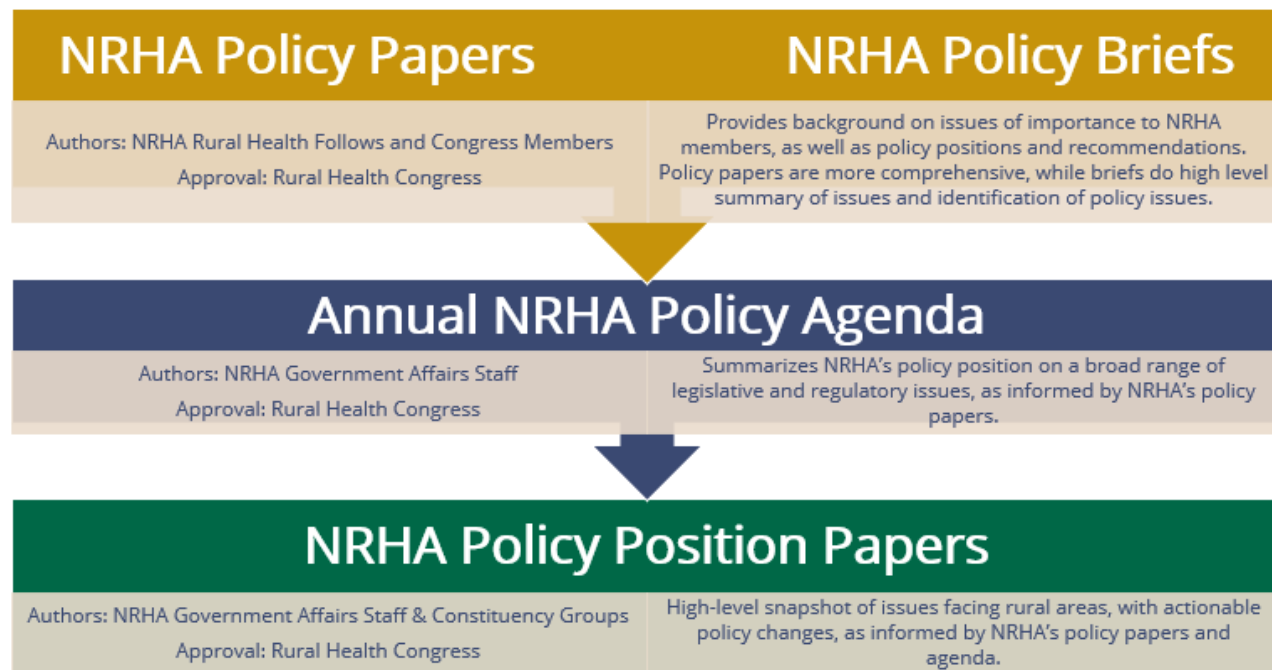 NRHA Policy Papers
NRHA Policy Briefs
Authors: NRHA Rural Health Follows and Congress Members
Approval: Rural Health Congress
Provides background on issues of importance to NRHA
members, as well as policy positions and recommendations.
Policy papers are more comprehensive, while briefs do high level
summary of issues and identification of policy issues.
Annual NRHA Policy Agenda
Authors: NRHA Government Affairs Staff
Approval: Rural Health Congress
Summarizes NRHA’s policy position on a broad range of
legislative and regulatory issues, as informed by NRHA’s policy
papers.
NRHA Policy Position Papers
Authors: NRHA Government Affairs Staff & Constituency Groups
Approval: Rural Health Congress
High-level snapshot of issues facing rural areas, with actionable
policy changes, as informed by NRHA’s policy papers and
agenda.